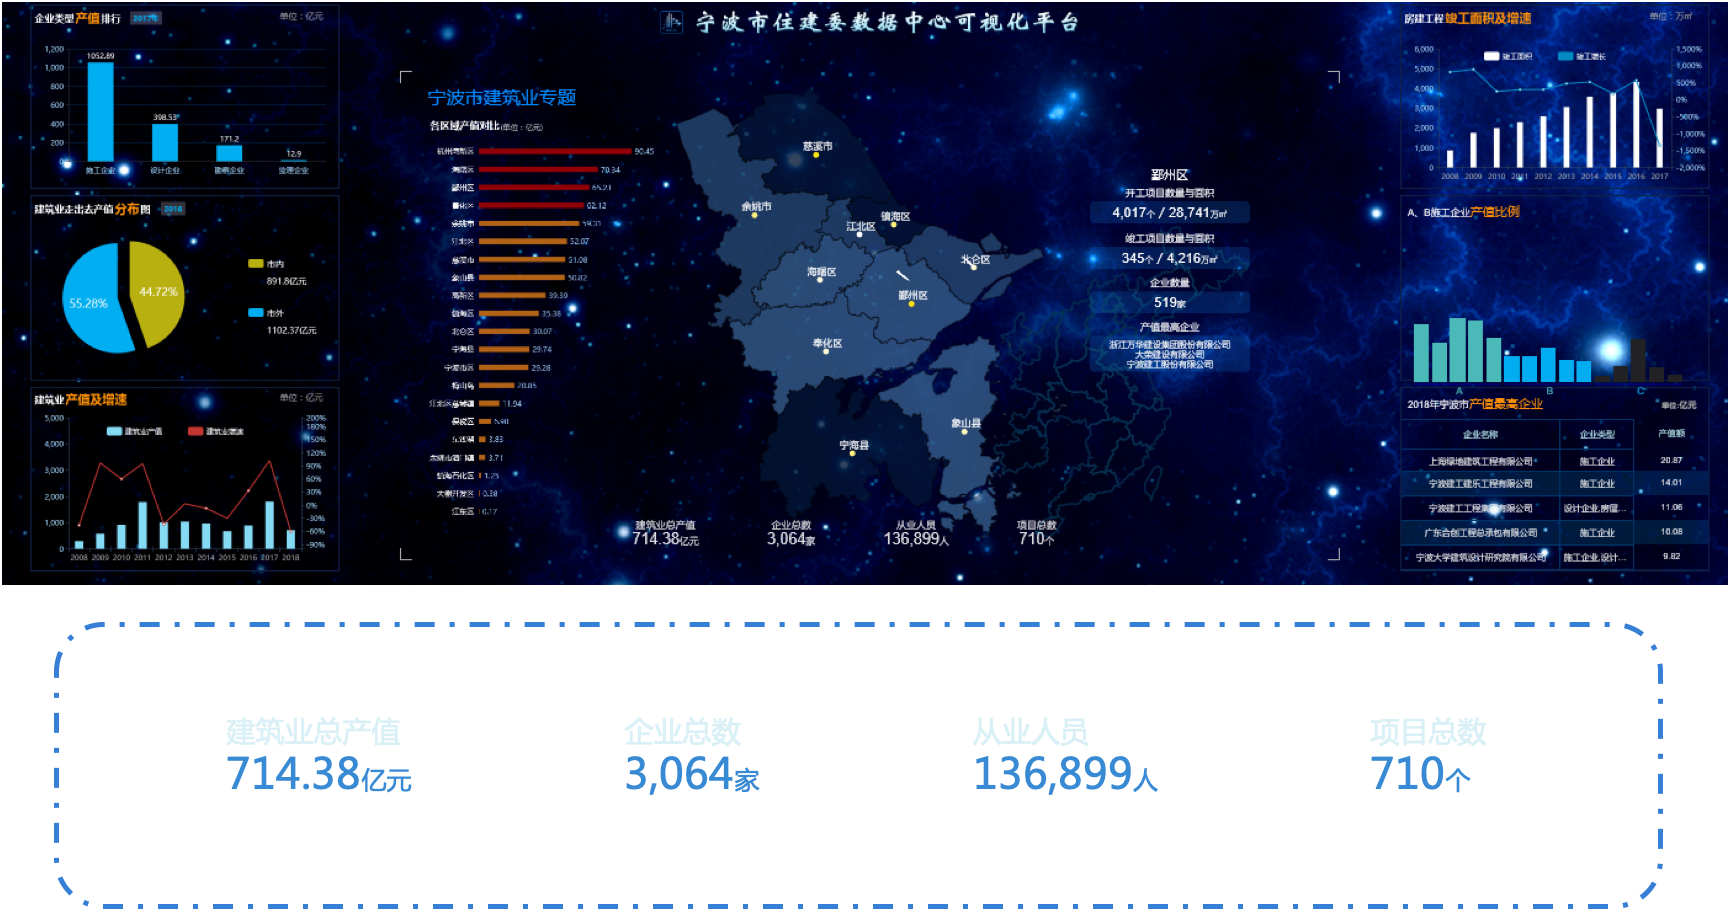 宁波市住建委数据中心可视化平台
企业类型产值排行 2017年 单位：亿元
1,200
1,000
800
600
400
200
0
1052.89
398.53
171.2
12.9
施工企业 设计企业 勘察企业 监理企业
建筑业走出去产值分布图 2016
55.28%
44.72%
市内
891.8亿元
市外
1102.37亿元
建筑业产值及增速 单位：亿元
建筑业产值 建筑业增速
5,000
4,000
3,000
2,000
1,000
0
200%
180%
150%
120%
90%
60%
30%
0%
-30%
-60%
-90%
2008 2009 2010 2011 2012 2013 2014 2015 2016 2017 2018
宁波市建筑业专题
各区域产值对比(单位：亿元)
杭州湾新区 90.45
海曙区 70.34
鄞州区 65.21
奉化区 62.12
余姚市 59.31
江北区 52.07
慈溪市 51.08
象山县 50.82
高新区 39.39
镇海区 35.38
北仑区 30.07
宁海县 29.74
宁波市区 29.28
梅山岛 20.85
11.94
保税区 5.90
东钱湖 3.83
3.71
镇海石化区 1.25
大榭开发区 0.38
江东区 0.17
慈溪市
余姚市
镇海区
江北区
海曙区
北仑区
鄞州区
奉化区
象山县
宁海县
鄞州区
开工项目数量与面积
4,017个 / 28,741万㎡
竣工项目数量与面积
345个 / 4,216万㎡
企业数量
519家
产值最高企业
浙江万华建设集团股份有限公司
大荣建设有限公司
宁波建工股份有限公司
建筑业总产值 企业总数 从业人员 项目总数
714.38亿元 3,064家 136,899人 710个
房建工程竣工面积及增速 单位：万㎡
竣工面积 竣工增长
6,000
5,000
4,000
3,000
2,000
1,000
0
1,500%
1,000%
500%
0%
-500%
-1,000%
-1,500%
-2,000%
2008 2009 2010 2011 2012 2013 2014 2015 2016 2017
A、B施工企业产值比例
A B C
2018年宁波市产值最高企业 单位:亿元
企业名称 企业类型 产值额
上海绿地建筑工程有限公司 施工企业 20.87
宁波建工建乐工程有限公司 施工企业 14.01
宁波建工工程集团有限公司 设计企业,房屋... 11.06
广东合创工程总承包有限公司 施工企业 10.08
宁波大学建筑设计研究院有限公司 施工企业,设计... 9.82
建筑业总产值 企业总数 从业人员 项目总数
714.38亿元 3,064家 136,899人 710个